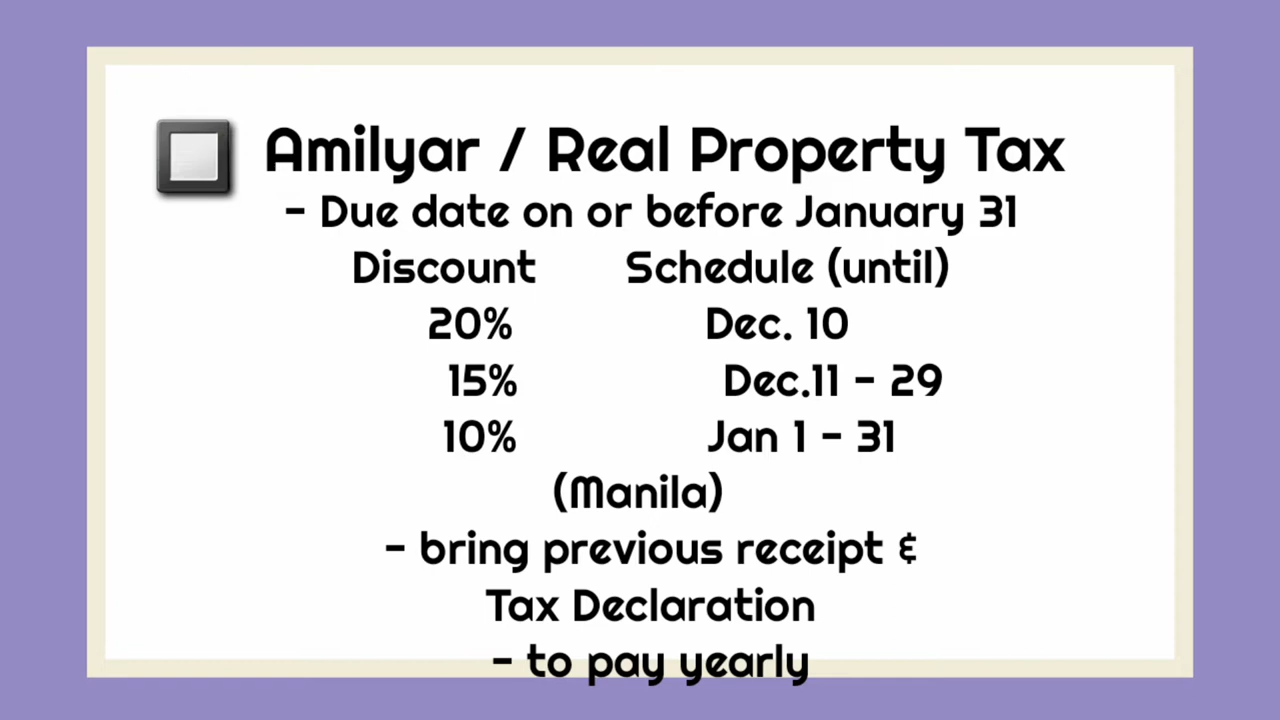 Amilyar / Real Property Tax
- Due date on or before January 31
Discount Schedule (until)
20% Dec. 10
15% Dec.11 - 29
10% Jan 1 - 31
(Manila)
- bring previous receipt &
Tax Declaration
- to pay yearly